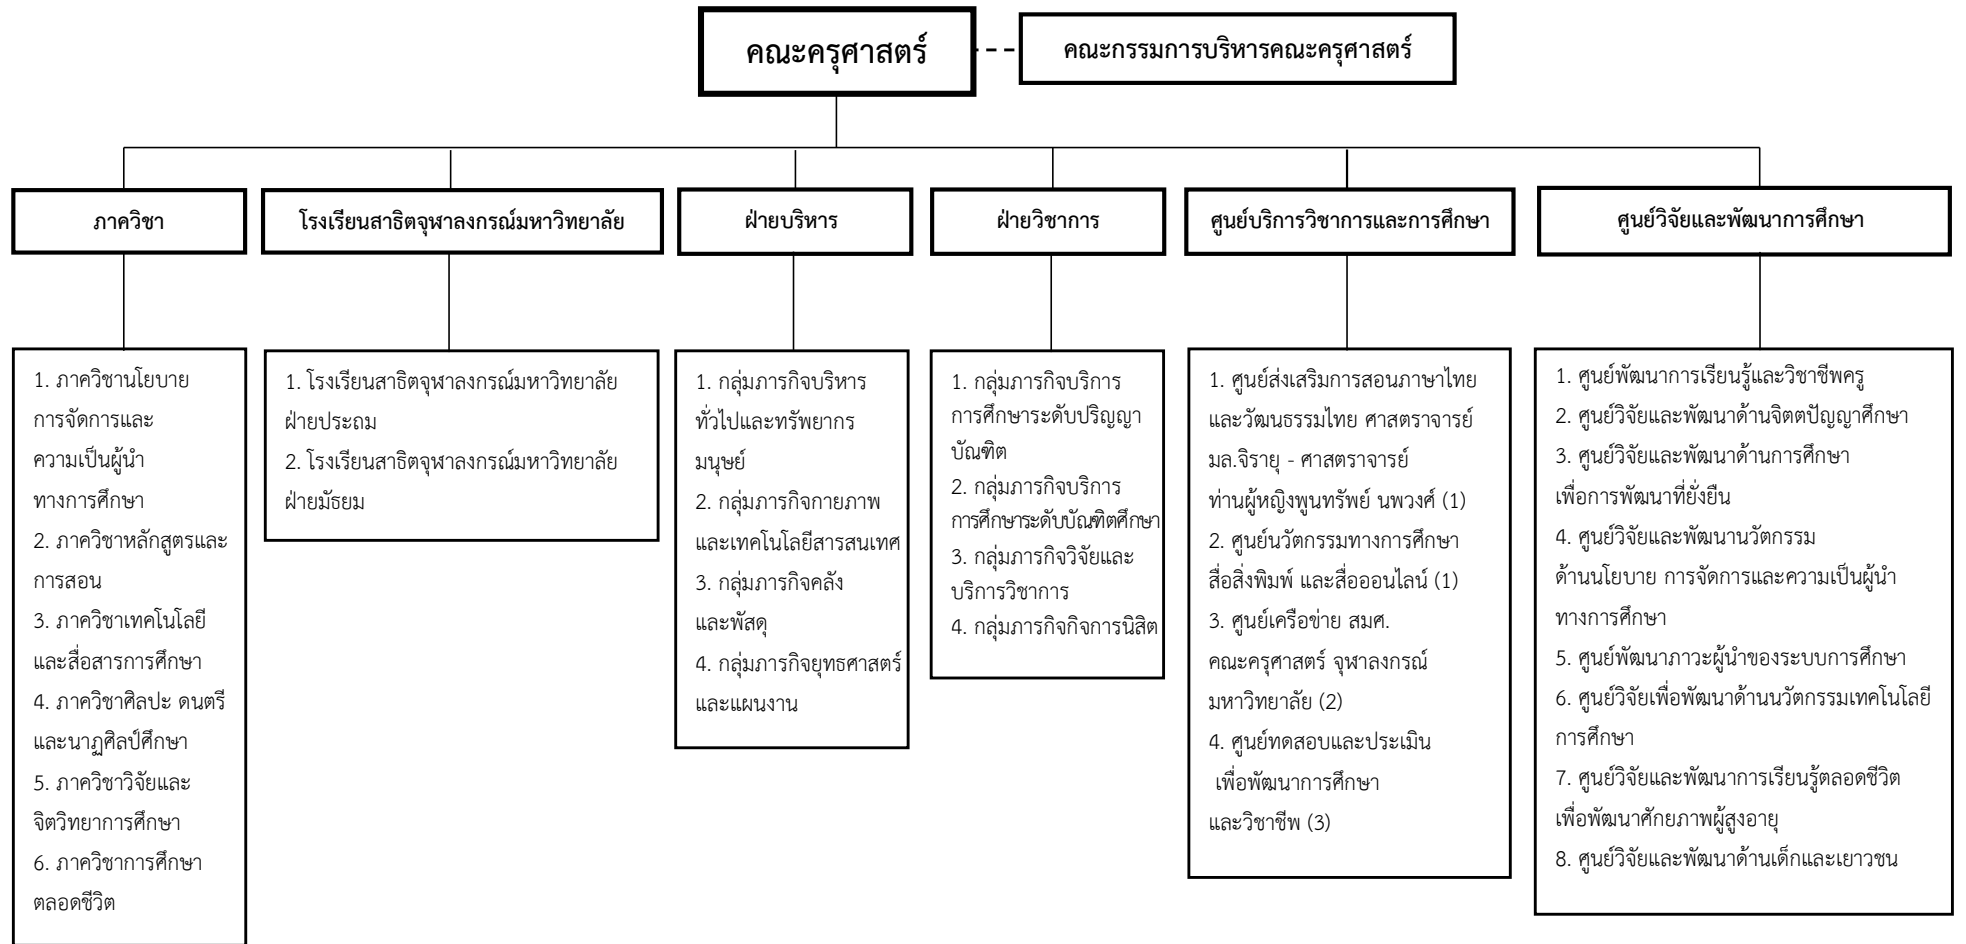 คณะครุศาสตร์
คณะกรรมการบริหารคณะครุศาสตร์
ภาควิชา
โรงเรียนสาธิตจุฬาลงกรณ์มหาวิทยาลัย
ฝ่ายบริหาร
ฝ่ายวิชาการ
ศูนย์บริการวิชาการและการศึกษา
ศูนย์วิจัยและพัฒนาการศึกษา
1. ภาควิชานโยบาย
การจัดการและ
ความเป็นผู้นำ
ทางการศึกษา
2. ภาควิชาหลักสูตรและ
การสอน
3. ภาควิชาเทคโนโลยี
และสื่อสารการศึกษา
4. ภาควิชาศิลปะ ดนตรี
และนาฏศิลป์ศึกษา
5. ภาควิชาวิจัยและ
จิตวิทยาการศึกษา
6. ภาควิชาการศึกษา
ตลอดชีวิต
1. โรงเรียนสาธิตจุฬาลงกรณ์มหาวิทยาลัย
ฝ่ายประถม
2. โรงเรียนสาธิตจุฬาลงกรณ์มหาวิทยาลัย
ฝ่ายมัธยม
1. กลุ่มภารกิจบริหาร
ทั่วไปและทรัพยากร
มนุษย์
2. กลุ่มภารกิจกายภาพ
และเทคโนโลยีสารสนเทศ
3. กลุ่มภารกิจคลัง
และพัสดุ
4. กลุ่มภารกิจยุทธศาสตร์
และแผนงาน
1. กลุ่มภารกิจบริการ
การศึกษาระดับปริญญา
บัณฑิต
2. กลุ่มภารกิจบริการ
การศึกษาระดับบัณฑิตศึกษา
3. กลุ่มภารกิจวิจัยและ
บริการวิชาการ
4. กลุ่มภารกิจกิจการนิสิต
1. ศูนย์ส่งเสริมการสอนภาษาไทย
และวัฒนธรรมไทย ศาสตราจารย์
มล.จิรายุ - ศาสตราจารย์
ท่านผู้หญิงพูนทรัพย์ นพวงศ์ (1)
2. ศูนย์นวัตกรรมทางการศึกษา
สื่อสิ่งพิมพ์ และสื่อออนไลน์ (1)
3. ศูนย์เครือข่าย สมศ.
คณะครุศาสตร์ จุฬาลงกรณ์
มหาวิทยาลัย (2)
4. ศูนย์ทดสอบและประเมิน
เพื่อพัฒนาการศึกษา
และวิชาชีพ (3)
1. ศูนย์พัฒนาการเรียนรู้และวิชาชีพครู
2. ศูนย์วิจัยและพัฒนาด้านจิตตปัญญาศึกษา
3. ศูนย์วิจัยและพัฒนาด้านการศึกษา
เพื่อการพัฒนาที่ยั่งยืน
4. ศูนย์วิจัยและพัฒนานวัตกรรม
ด้านนโยบาย การจัดการและความเป็นผู้นำ
ทางการศึกษา
5. ศูนย์พัฒนาภาวะผู้นำของระบบการศึกษา
6. ศูนย์วิจัยเพื่อพัฒนาด้านนวัตกรรมเทคโนโลยี
การศึกษา
7. ศูนย์วิจัยและพัฒนาการเรียนรู้ตลอดชีวิต
เพื่อพัฒนาศักยภาพผู้สูงอายุ
8. ศูนย์วิจัยและพัฒนาด้านเด็กและเยาวชน